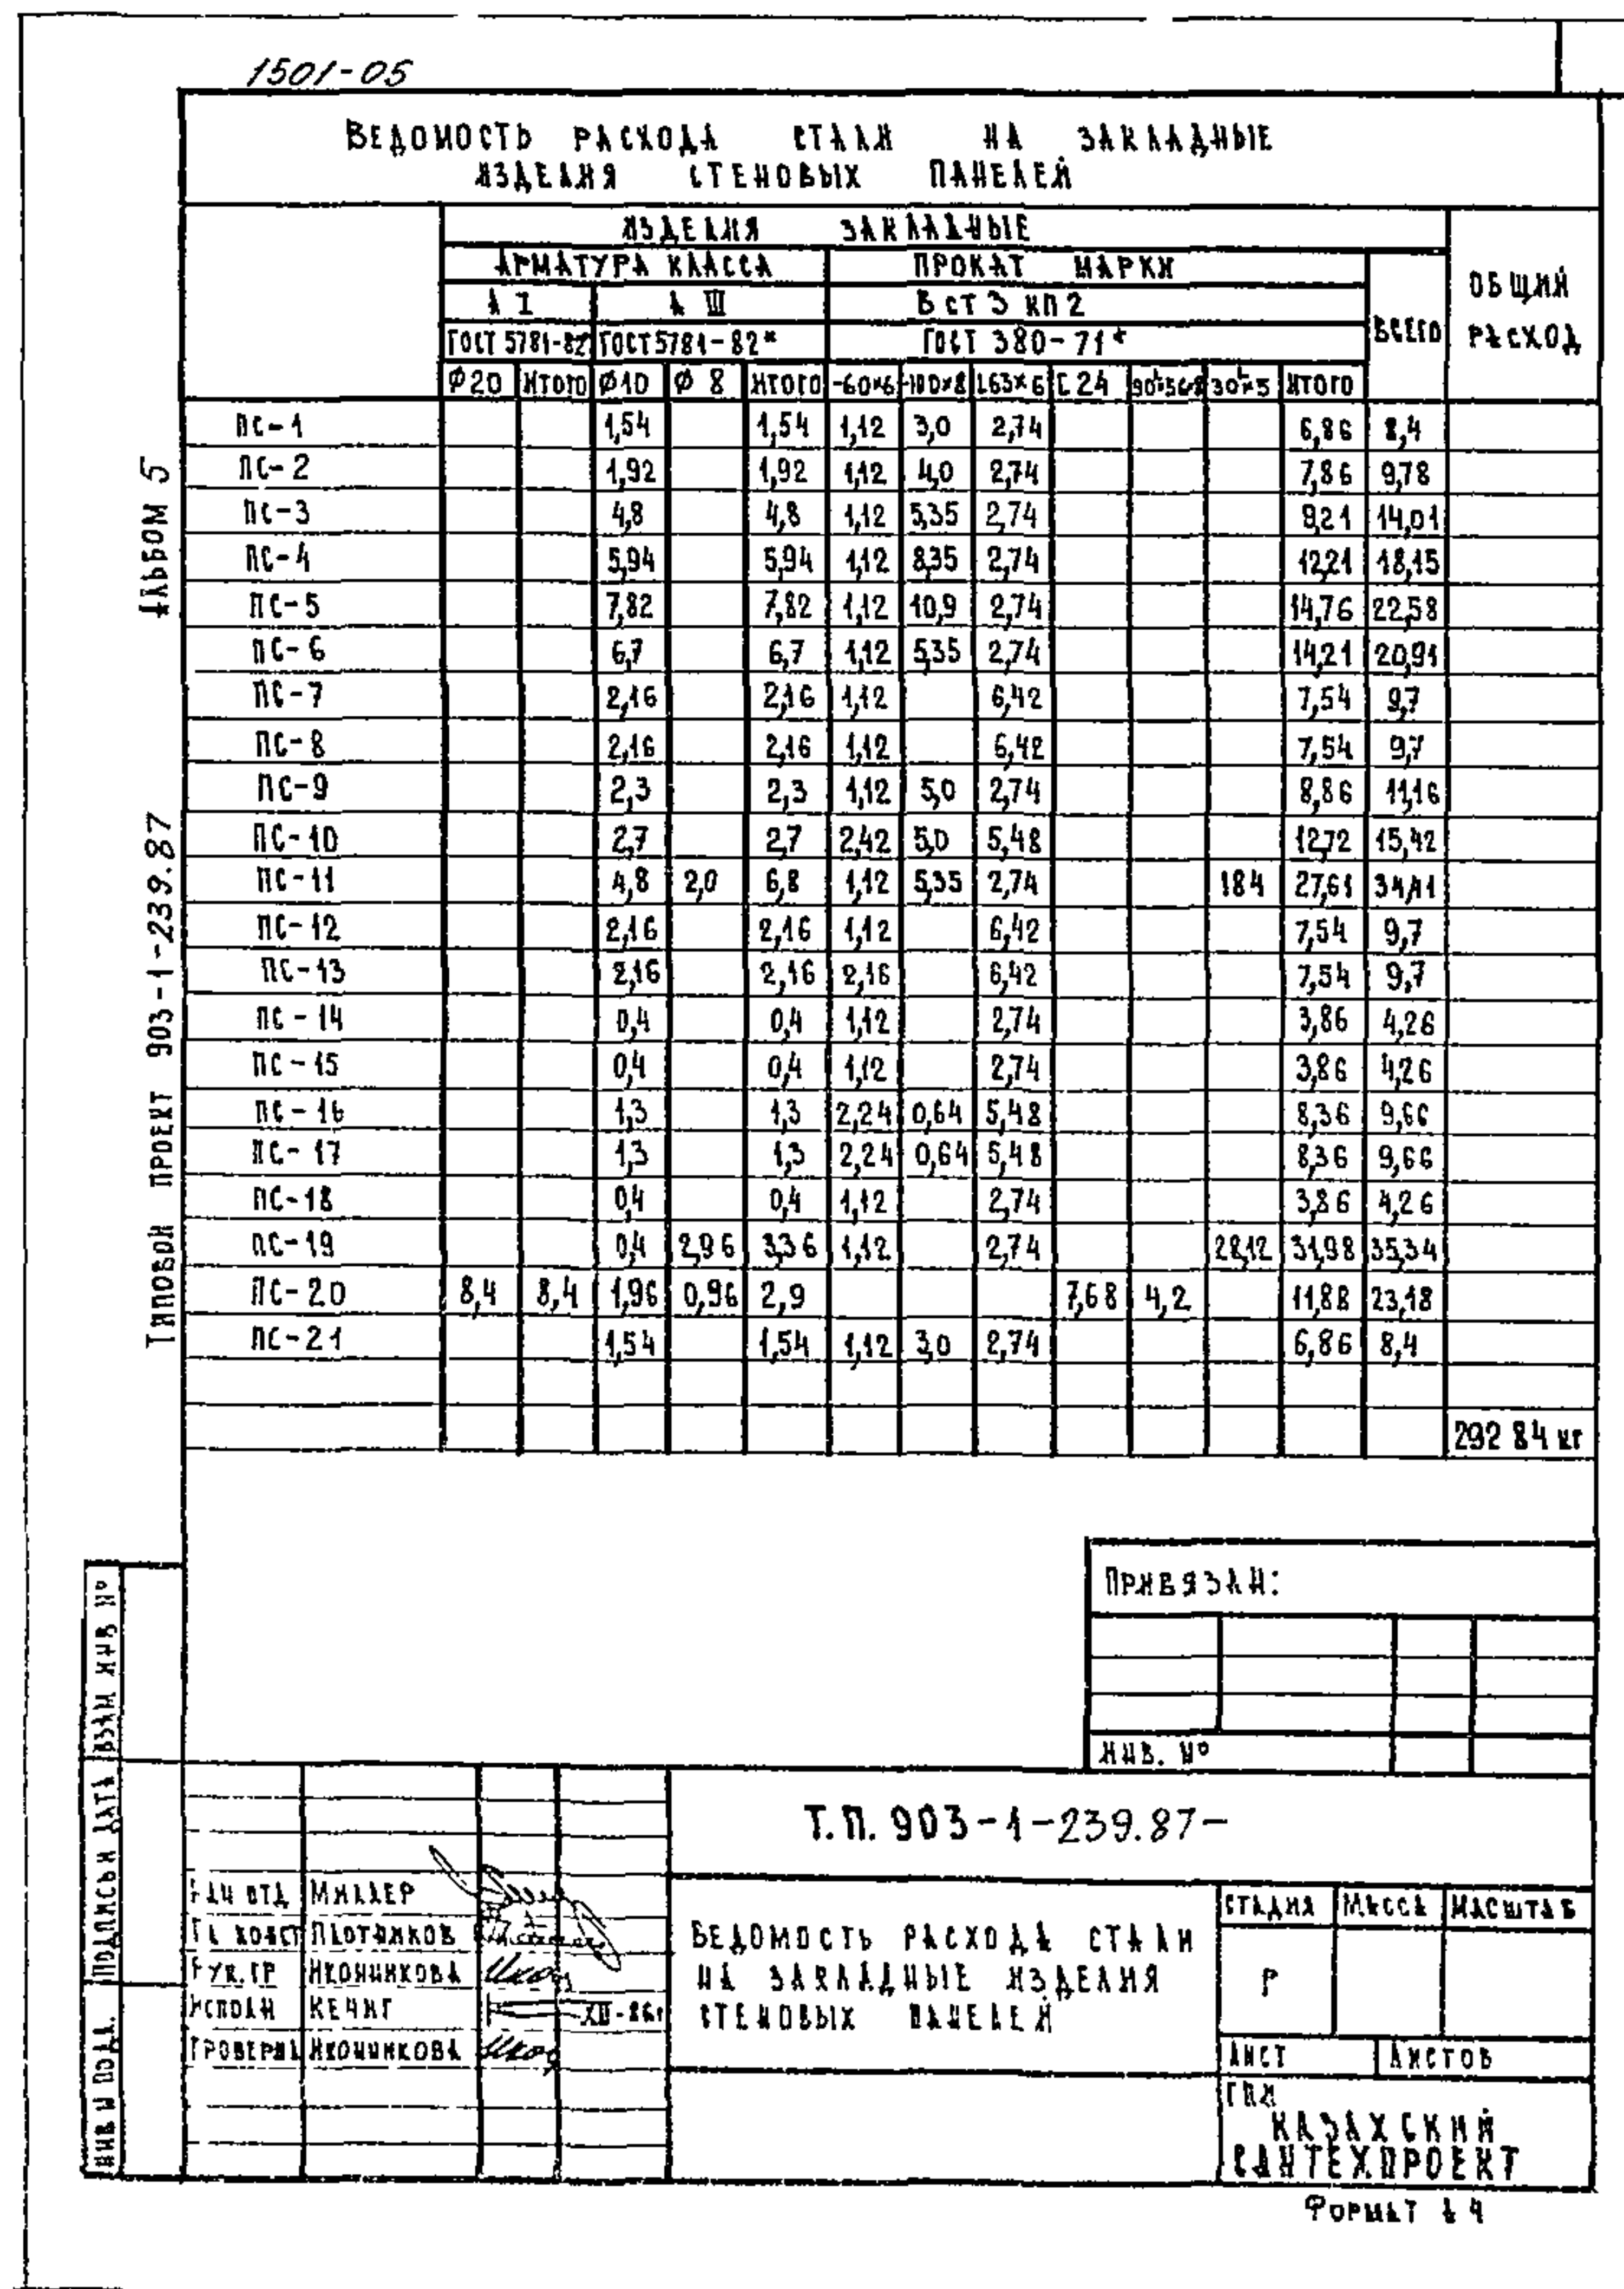 1501-05
ВЕДОМОСТЬ РАСХОДА СТАЛИ НА ЗАКЛАДНЫЕ
ИЗДЕЛИЯ СТЕНОВЫХ ПАНЕЛЕЙ
ИЗДЕЛИЯ ЗАКЛАДНЫЕ
ОБЩИЙ РАСХОД
АРМАТУРА КЛАССА ПРОКАТ МАРКИ
ВСЕГО
А I А III В СТ 3 КП 2
ГОСТ 5781-82* ГОСТ 5781-82* ГОСТ 380-71*
Ф20 ИТОГО Ф10 Ф 8 ИТОГО -60×6 -100×8 L63×6 С 24 L90×56×8 L30×5 ИТОГО
ПС-1 1,54 1,54 1,12 3,0 2,74 6,86 8,4
ПС-2 1,92 1,92 1,12 4,0 2,74 7,86 9,78
ПС-3 4,8 4,8 1,12 5,35 2,74 9,21 14,01
ПС-4 5,94 5,94 1,12 8,35 2,74 12,21 18,15
ПС-5 7,82 7,82 1,12 10,9 2,74 14,76 22,58
ПС-6 6,7 6,7 1,12 5,35 2,74 14,21 20,91
ПС-7 2,16 2,16 1,12 6,42 7,54 9,7
ПС-8 2,16 2,16 1,12 6,42 7,54 9,7
ПС-9 2,3 2,3 1,12 5,0 2,74 8,86 11,16
ПС-10 2,7 2,7 2,42 5,0 5,48 12,72 15,42
ПС-11 4,8 2,0 6,8 1,12 5,35 2,74 18,4 27,61 34,41
ПС-12 2,16 2,16 1,12 6,42 7,54 9,7
ПС-13 2,16 2,16 2,16 6,42 7,54 9,7
ПС-14 0,4 0,4 1,12 2,74 3,86 4,26
ПС-15 0,4 0,4 1,12 2,74 3,86 4,26
ПС-16 1,3 1,3 2,24 0,64 5,48 8,36 9,66
ПС-17 1,3 1,3 2,24 0,64 5,48 8,36 9,66
ПС-18 0,4 0,4 1,12 2,74 3,86 4,26
ПС-19 0,4 2,96 3,36 1,12 2,74 28,12 31,98 35,34
ПС-20 8,4 8,4 1,96 0,96 2,9 7,68 4,2 11,88 23,18
ПС-21 1,54 1,54 1,12 3,0 2,74 6,86 8,4
292 84 кг
АЛЬБОМ 5
ТИПОВОЙ ПРОЕКТ 903-1-239.87
ПРИВЯЗАН:
ИНВ. №
ВЗАМ ИНВ №
ПОДПИСЬ И ДАТА
ИНВ № ПОДЛ.
Т.П. 903-1-239.87-
НАЧ ОТД МИЛЛЕР
ГЛ КОНСТ ПЛОТНИКОВ
РУК.ГР ИКОННИКОВА
ИСПОЛН КЕЧИГ XII-86г
ПРОВЕРИЛ ИКОННИКОВА
ВЕДОМОСТЬ РАСХОДА СТАЛИ
НА ЗАКЛАДНЫЕ ИЗДЕЛИЯ
СТЕНОВЫХ ПАНЕЛЕЙ
СТАДИЯ МАССА МАСШТАБ
Р
ЛИСТ ЛИСТОВ
ГПИ
КАЗАХСКИЙ
САНТЕХПРОЕКТ
ФОРМАТ А 4